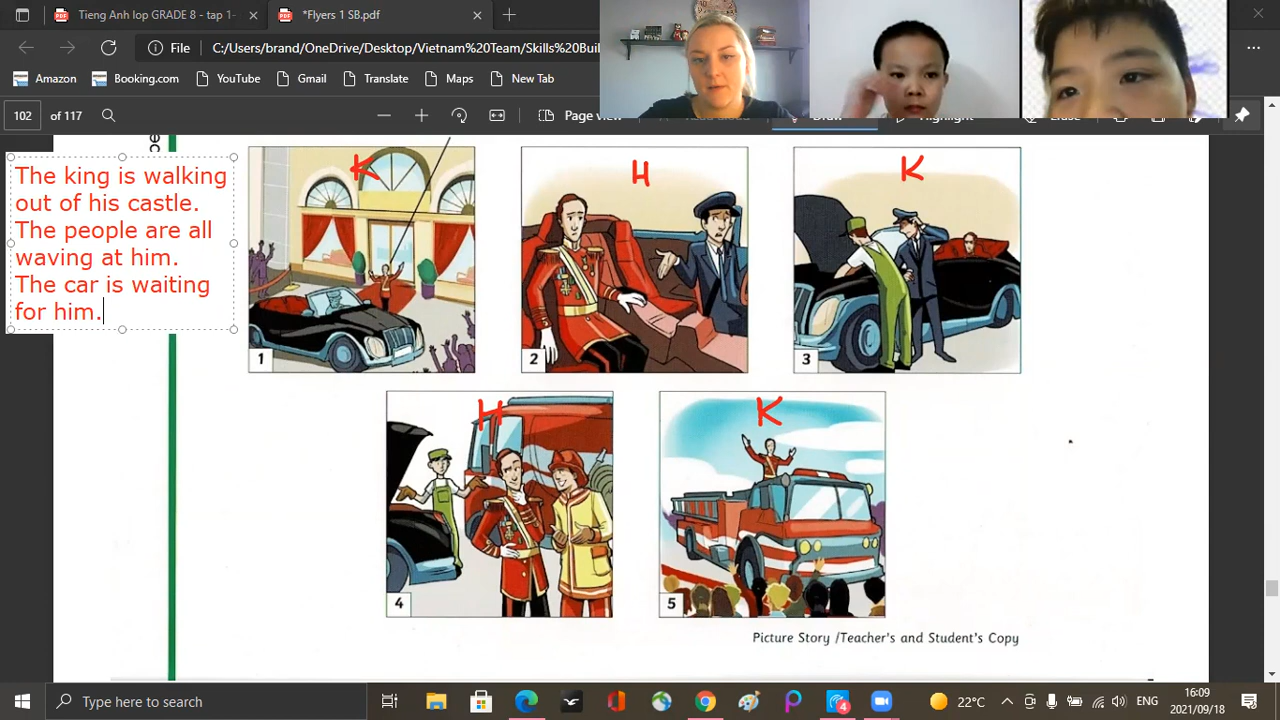 Tieng Anh lop GRADE 8 - tap 1-
*Flyers 1 SB.pdf
File
C:/Users/brand/OneDrive/Desktop/Vietnam%20Team/Skills%20Bui
Amazon
Booking.com
YouTube
Gmail
Translate
Maps
New Tab
102 of 117
Page view
Draw
The king is walking
out of his castle.
The people are all
waving at him.
The car is waiting
for him.
K
H
K
1
2
3
H
K
4
5
Picture Story /Teacher's and Student's Copy
Type here to search
4
22°C
ENG
16:09
2021/09/18